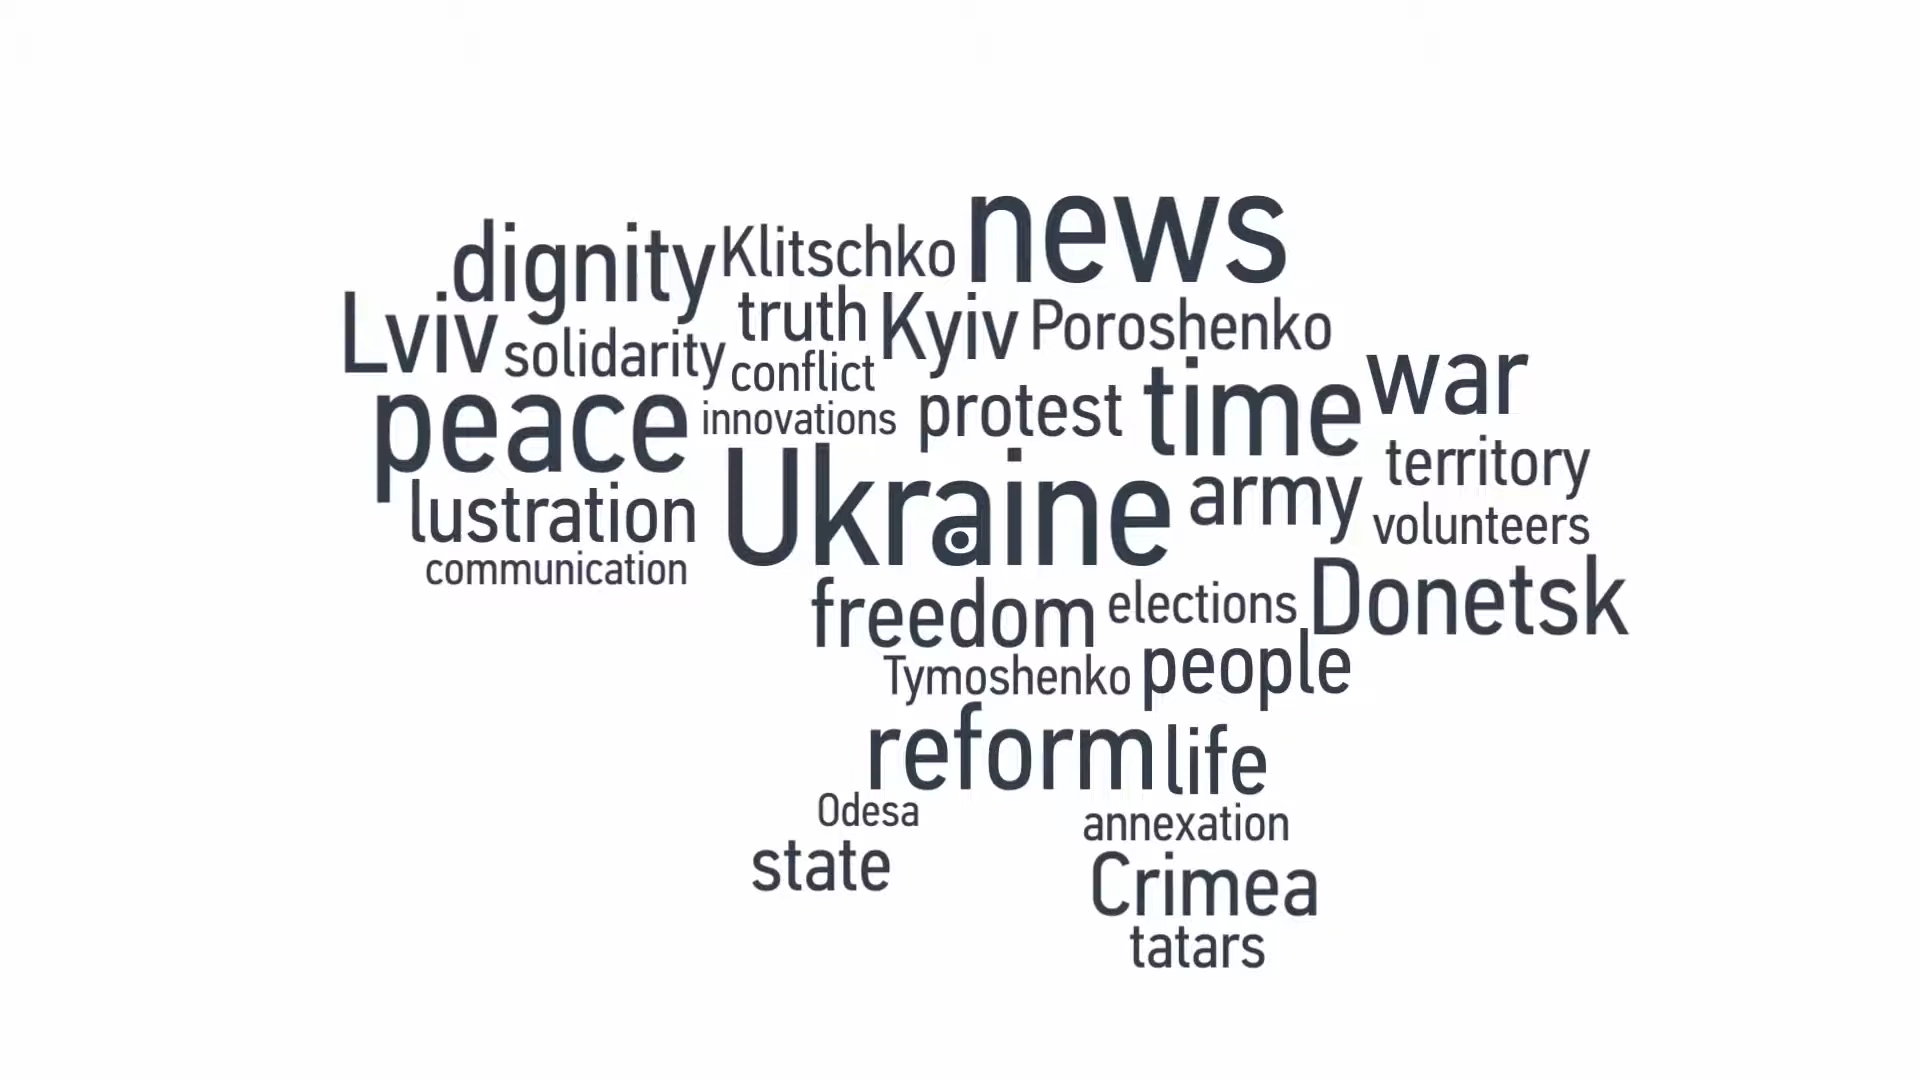 news
dignity Klitschko
Lviv solidarity truth Kyiv Poroshenko
conflict
war
peace innovations protest time
territory
lustration Ukraine army volunteers
communication
freedom elections Donetsk
Tymoshenko people
reform life
Odesa annexation
state Crimea
tatars